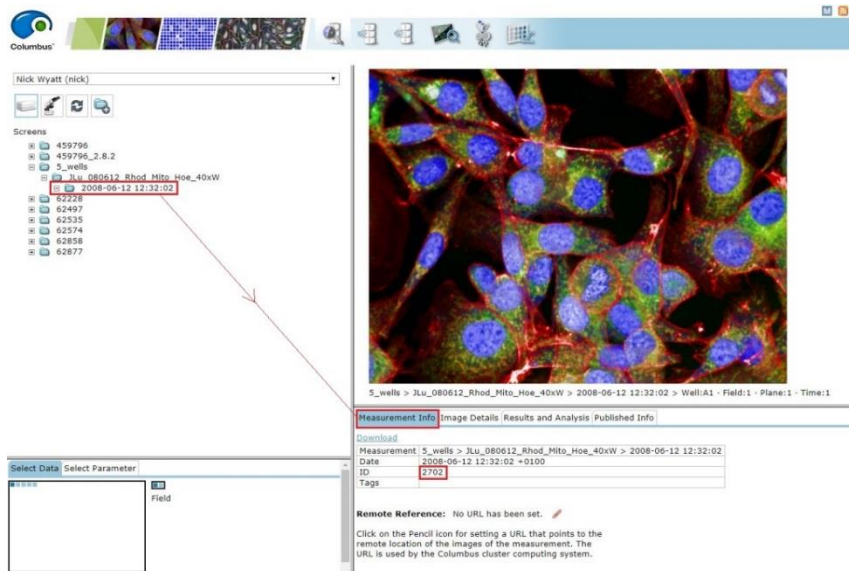 Columbus
M
Nick Wyatt (nick)
Screens
459796
459796_2.8.2
5_wells
JLu_080612_Rhod_Mito_Hoe_40xW
2008-06-12 12:32:02
62228
62497
62535
62574
62858
62877
5_wells > JLu_080612_Rhod_Mito_Hoe_40xW > 2008-06-12 12:32:02 > Well:A1 - Field:1 - Plane:1 - Time:1
Measurement Info Image Details Results and Analysis Published Info
Download
Measurement 5_wells > JLu_080612_Rhod_Mito_Hoe_40xW > 2008-06-12 12:32:02
Date 2008-06-12 12:32:02 +0100
ID 2702
Tags
Remote Reference: No URL has been set.
Click on the Pencil icon for setting a URL that points to the
remote location of the images of the measurement. The
URL is used by the Columbus cluster computing system.
Select Data Select Parameter
Field